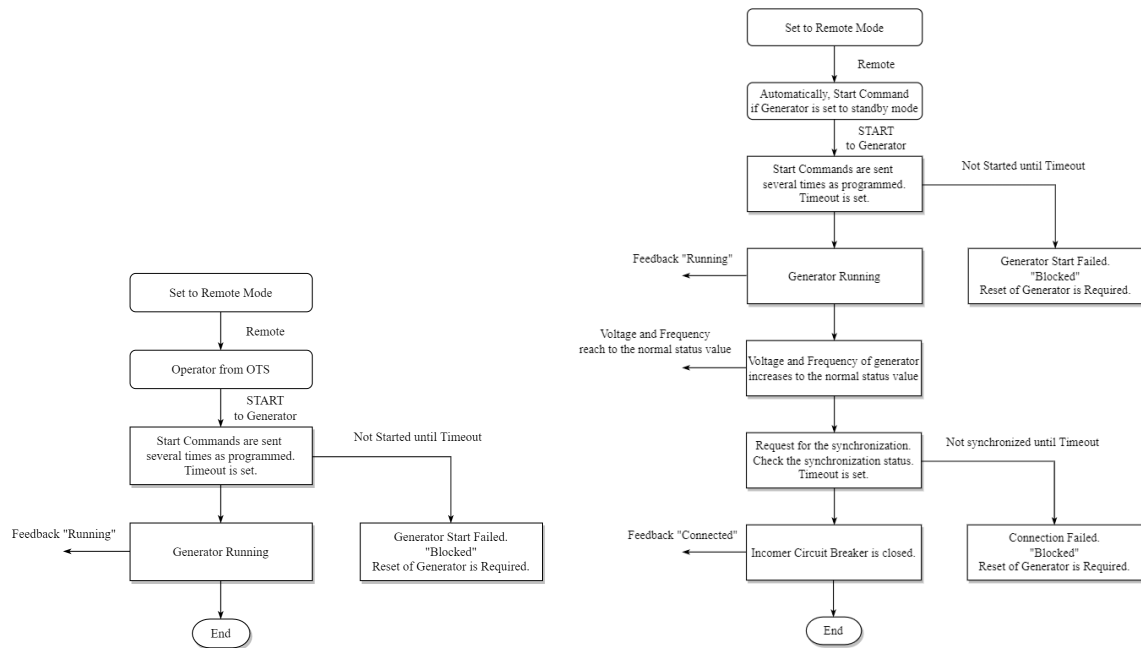 Set to Remote Mode
Remote
Operator from OTS
START
to Generator
Start Commands are sent
several times as programmed.
Timeout is set.
Not Started until Timeout
Feedback "Running"
Generator Running
Generator Start Failed.
"Blocked"
Reset of Generator is Required.
End
Set to Remote Mode
Remote
Automatically, Start Command
if Generator is set to standby mode
START
to Generator
Start Commands are sent
several times as programmed.
Timeout is set.
Not Started until Timeout
Feedback "Running"
Generator Running
Generator Start Failed.
"Blocked"
Reset of Generator is Required.
Voltage and Frequency
reach to the normal status value
Voltage and Frequency of generator
increases to the normal status value
Request for the synchronization.
Check the synchronization status.
Timeout is set.
Not synchronized until Timeout
Feedback "Connected"
Incomer Circuit Breaker is closed.
Connection Failed.
"Blocked"
Reset of Generator is Required.
End